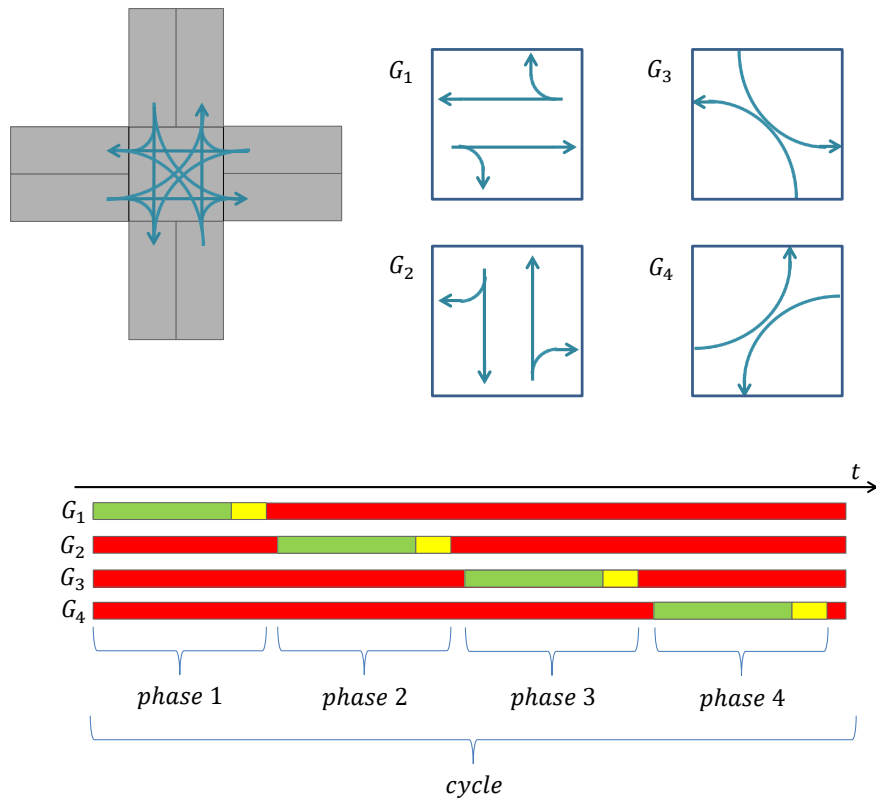 G₁
G₃
G₂
G₄
t
G₁
G₂
G₃
G₄
phase 1
phase 2
phase 3
phase 4
cycle